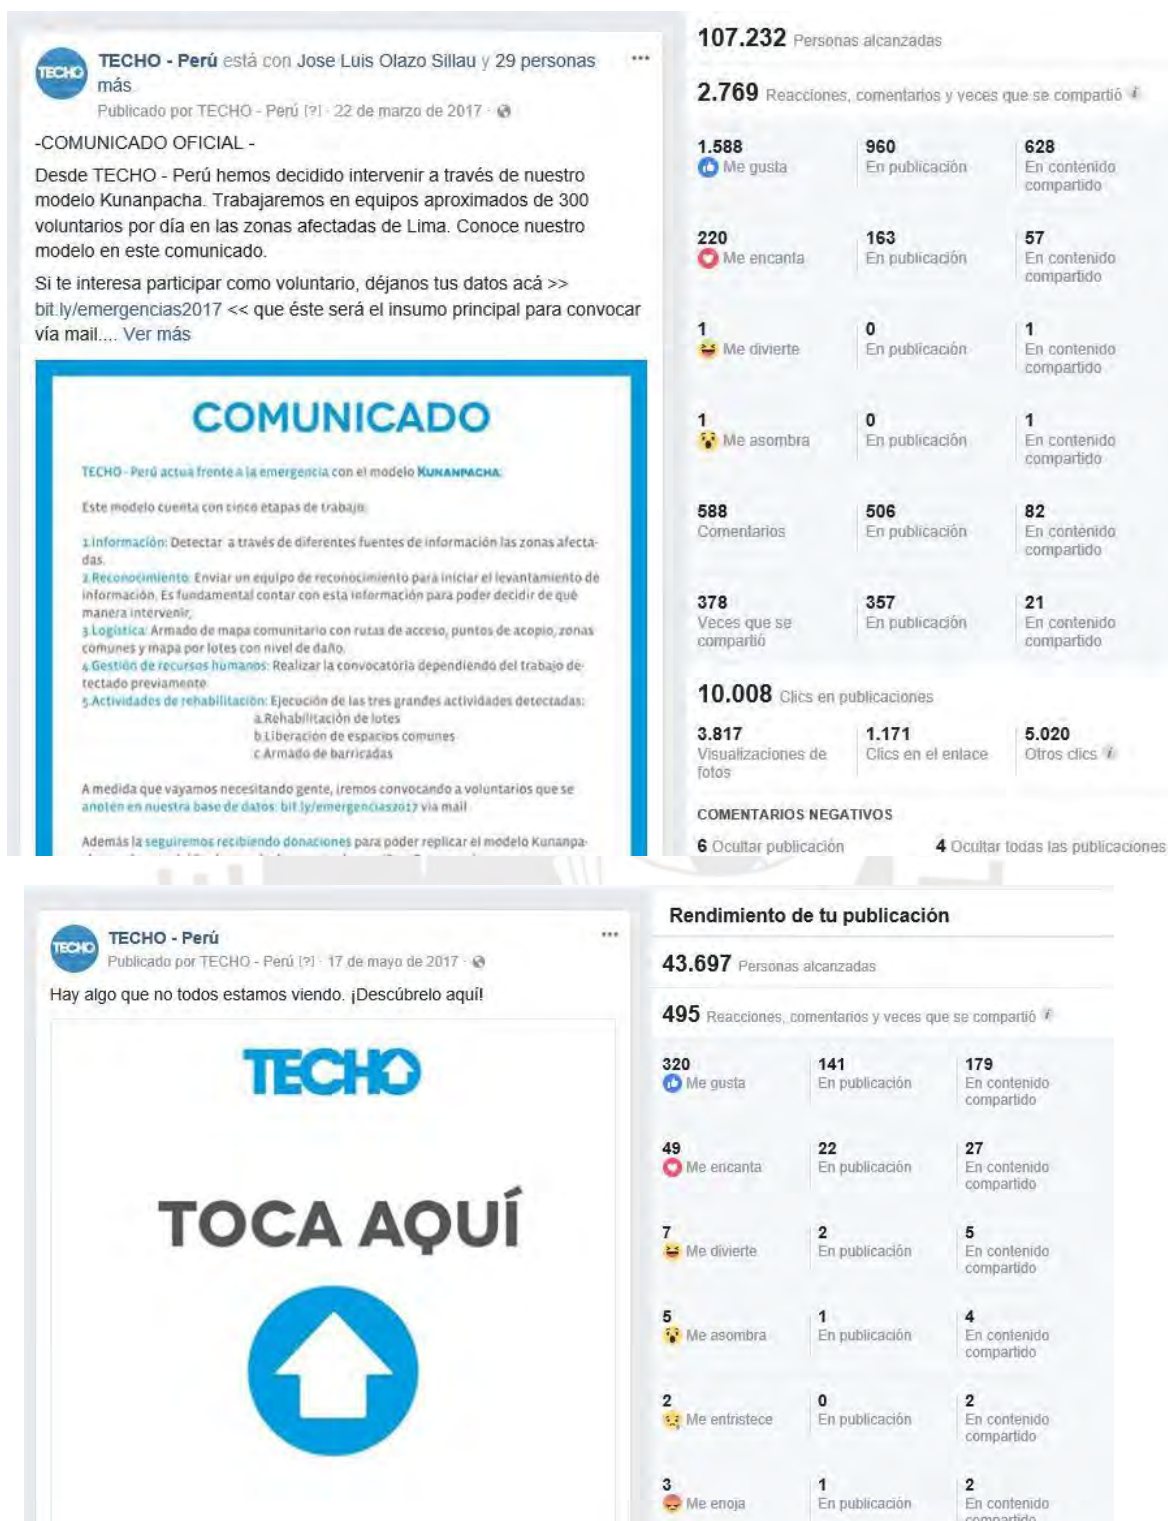 TECHO
TECHO - Perú está con Jose Luis Olazo Sillau y 29 personas
más
Publicado por TECHO - Perú [?] · 22 de marzo de 2017 ·
-COMUNICADO OFICIAL -
Desde TECHO - Perú hemos decidido intervenir a través de nuestro
modelo Kunanpacha. Trabajaremos en equipos aproximados de 300
voluntarios por día en las zonas afectadas de Lima. Conoce nuestro
modelo en este comunicado.
Si te interesa participar como voluntario, déjanos tus datos acá >>
bit.ly/emergencias2017 << que éste será el insumo principal para convocar
vía mail.... Ver más
COMUNICADO
TECHO - Perú actua frente a la emergencia con el modelo KUNANPACHA:
Este modelo cuenta con cinco etapas de trabajo:
1.Información: Detectar a través de diferentes fuentes de información las zonas afecta-
das.
2.Reconocimiento: Enviar un equipo de reconocimiento para iniciar el levantamiento de
información, Es fundamental contar con esta información para poder decidir de qué
manera intervenir,
3.Logística: Armado de mapa comunitario con rutas de acceso, puntos de acopio, zonas
comunes y mapa por lotes con nivel de daño.
4.Gestión de recursos humanos: Realizar la convocatoria dependiendo del trabajo de-
tectado previamente.
5.Actividades de rehabilitación: Ejecución de las tres grandes actividades detectadas:
a.Rehabilitación de lotes
b.Liberación de espacios comunes
c.Armado de barricadas
A medida que vayamos necesitando gente, iremos convocando a voluntarios que se
anoten en nuestra base de datos: bit.ly/emergencias2017 via mail
Además la seguiremos recibiendo donaciones para poder replicar el modelo Kunanpa-
107.232 Personas alcanzadas
2.769 Reacciones, comentarios y veces que se compartió
1.588 960 628
Me gusta En publicación En contenido
compartido
220 163 57
Me encanta En publicación En contenido
compartido
1 0 1
Me divierte En publicación En contenido
compartido
1 0 1
Me asombra En publicación En contenido
compartido
588 506 82
Comentarios En publicación En contenido
compartido
378 357 21
Veces que se En publicación En contenido
compartió compartido
10.008 Clics en publicaciones
3.817 1.171 5.020
Visualizaciones de Clics en el enlace Otros clics
fotos
COMENTARIOS NEGATIVOS
6 Ocultar publicación 4 Ocultar todas las publicaciones
TECHO
TECHO - Perú
Publicado por TECHO - Perú [?] · 17 de mayo de 2017 ·
Hay algo que no todos estamos viendo. ¡Descúbrelo aquí!
TECHO
TOCA AQUÍ
Rendimiento de tu publicación
43.697 Personas alcanzadas
495 Reacciones, comentarios y veces que se compartió
320 141 179
Me gusta En publicación En contenido
compartido
49 22 27
Me encanta En publicación En contenido
compartido
7 2 5
Me divierte En publicación En contenido
compartido
5 1 4
Me asombra En publicación En contenido
compartido
2 0 2
Me entristece En publicación En contenido
compartido
3 1 2
Me enoja En publicación En contenido
compartido